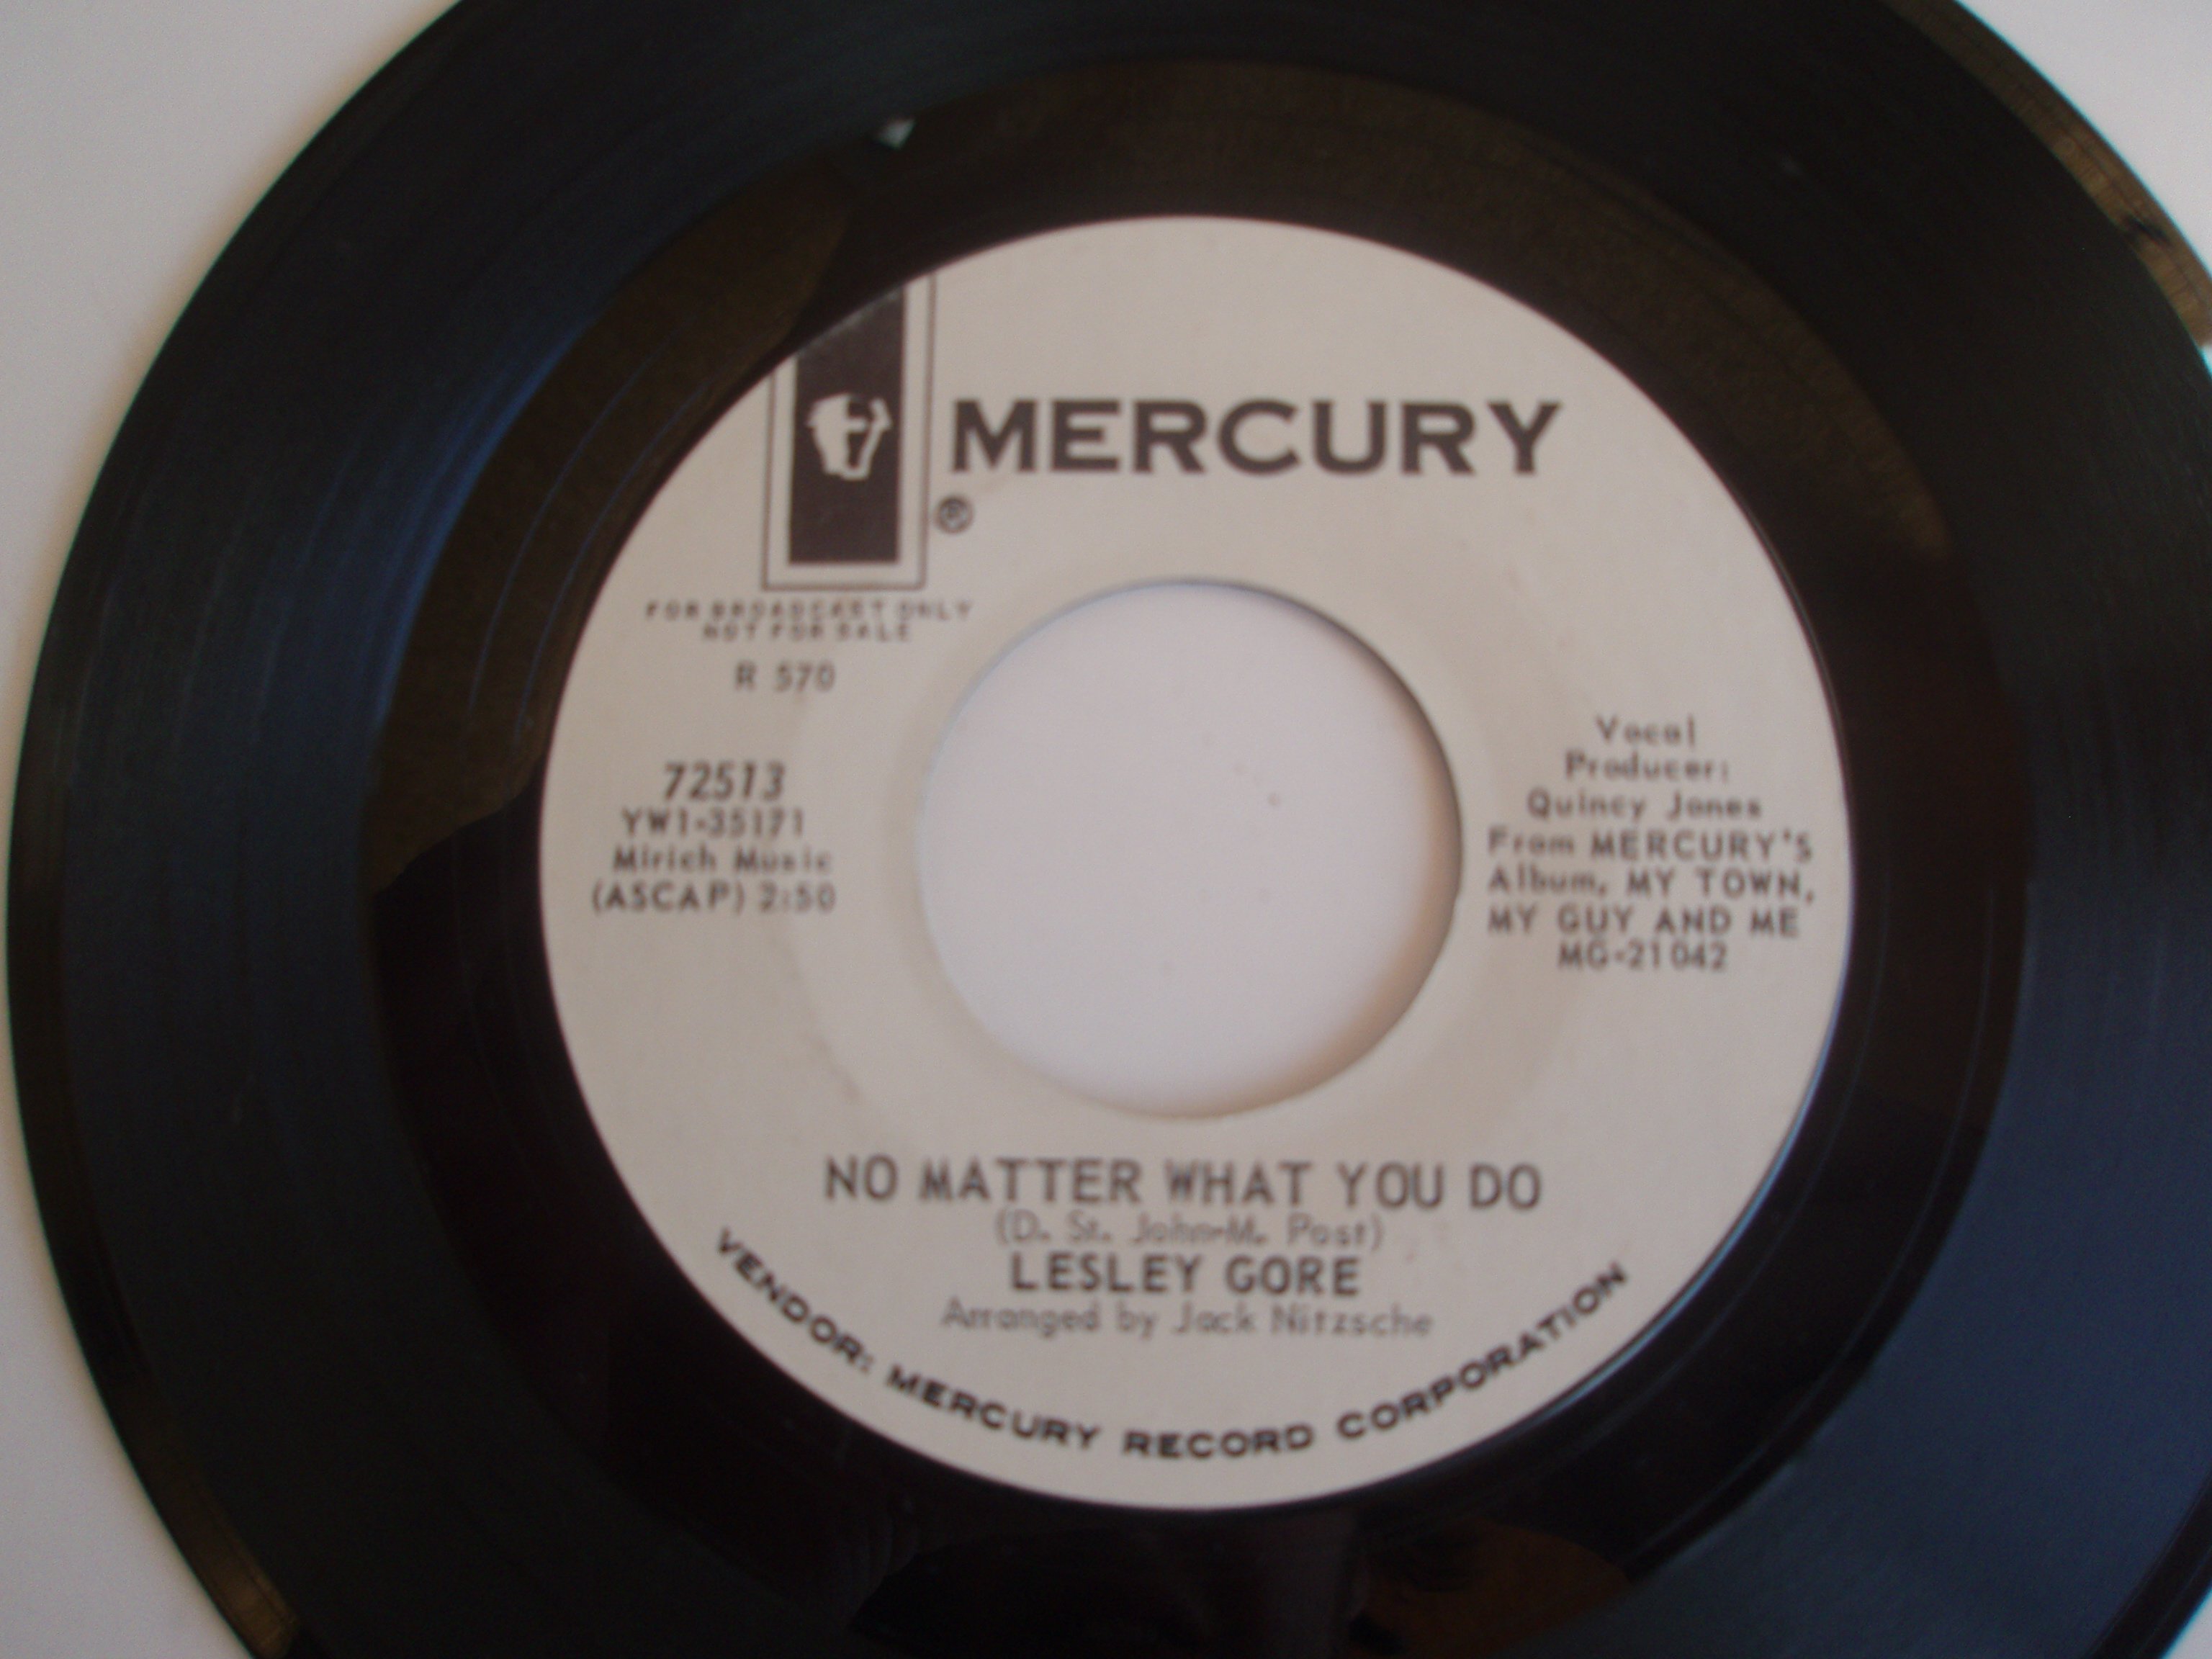 MERCURY
®
FOR BROADCAST ONLY
NOT FOR SALE
R 570
72513
YW1-35171
Mirich Music
(ASCAP) 2:50
Vocal
Producer:
Quincy Jones
From MERCURY'S
Album, MY TOWN,
MY GUY AND ME
MG-21042
NO MATTER WHAT YOU DO
(D. St. John-M. Post)
LESLEY GORE
Arranged by Jack Nitzsche
VENDOR: MERCURY RECORD CORPORATION